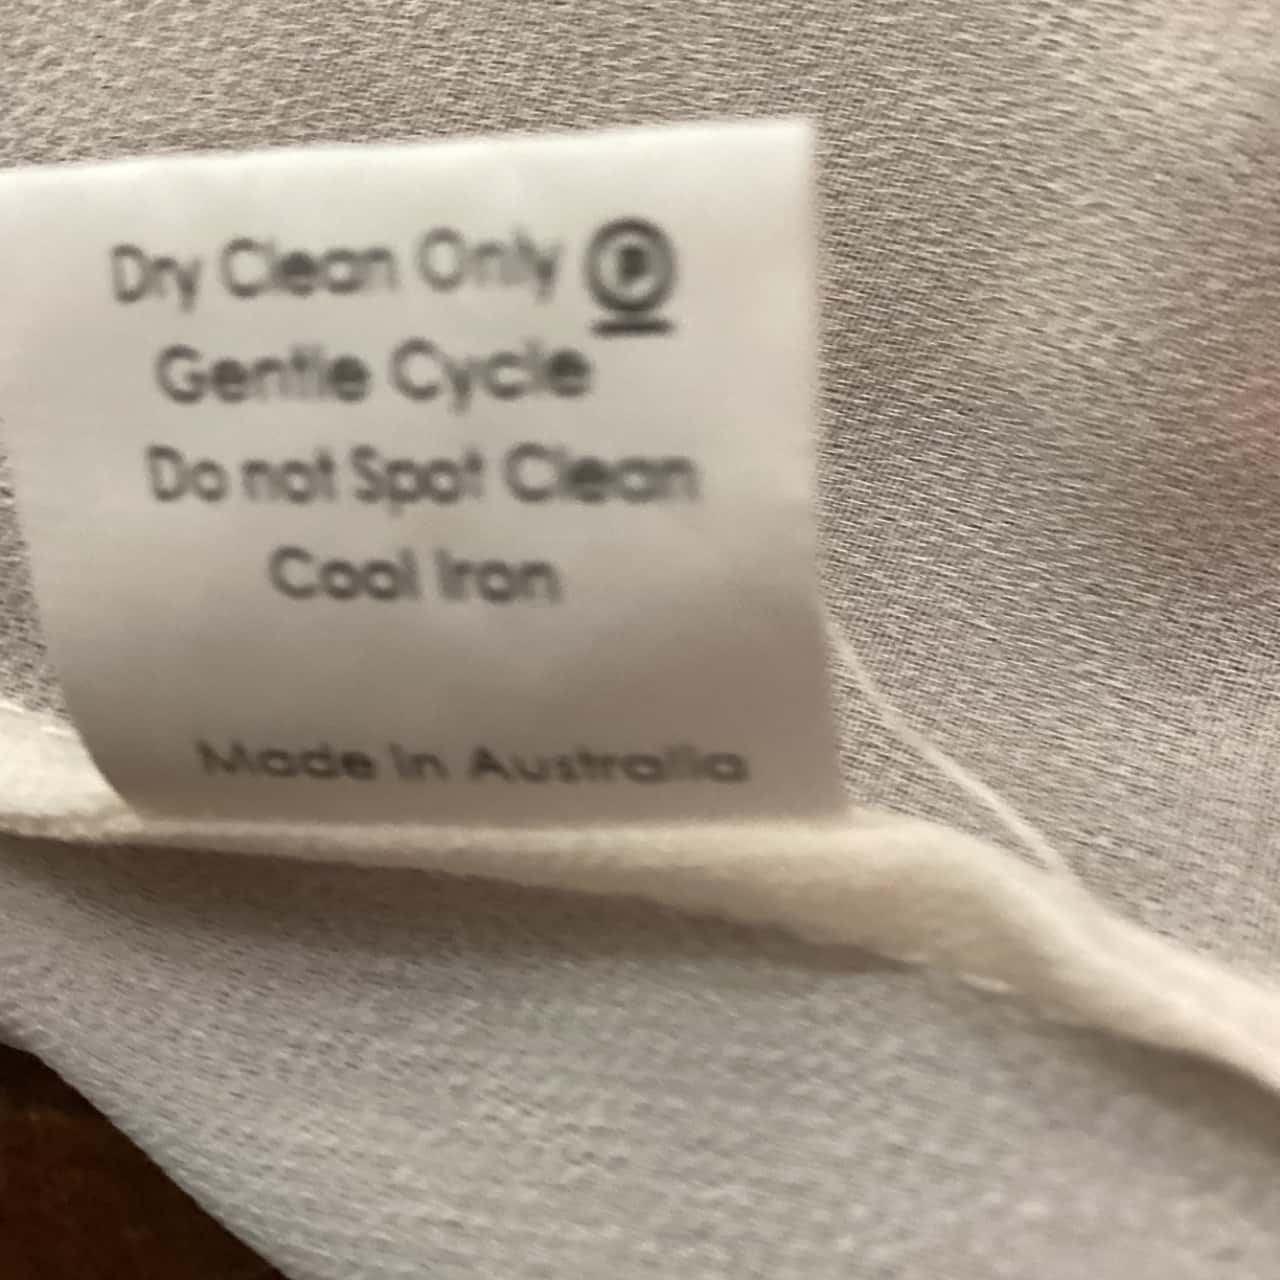 Dry Clean Only Ⓟ
Gentle Cycle
Do not Spot Clean
Cool Iron
Made in Australia